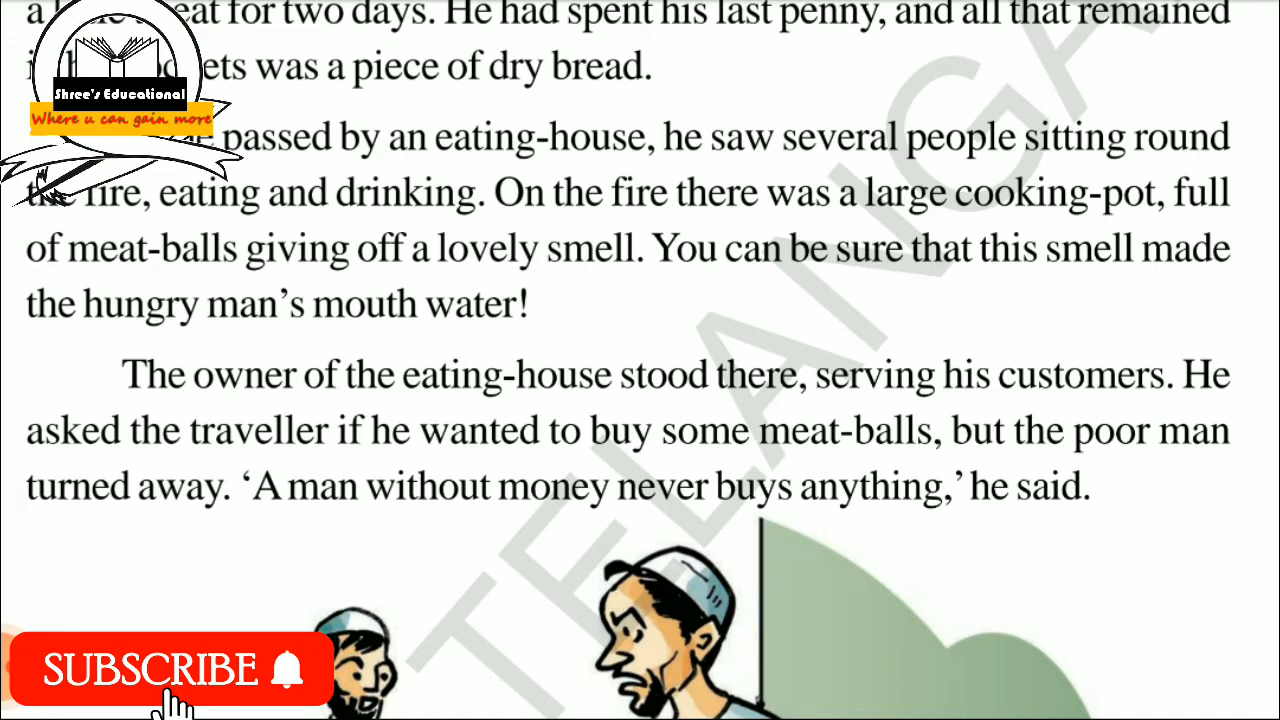 eat for two days. He had spent his last penny, and all that remained
was a piece of dry bread.
Shree's Educational
Where u can gain more
passed by an eating-house, he saw several people sitting round
the fire, eating and drinking. On the fire there was a large cooking-pot, full
of meat-balls giving off a lovely smell. You can be sure that this smell made
the hungry man's mouth water!
The owner of the eating-house stood there, serving his customers. He
asked the traveller if he wanted to buy some meat-balls, but the poor man
turned away. 'A man without money never buys anything,' he said.
SUBSCRIBE